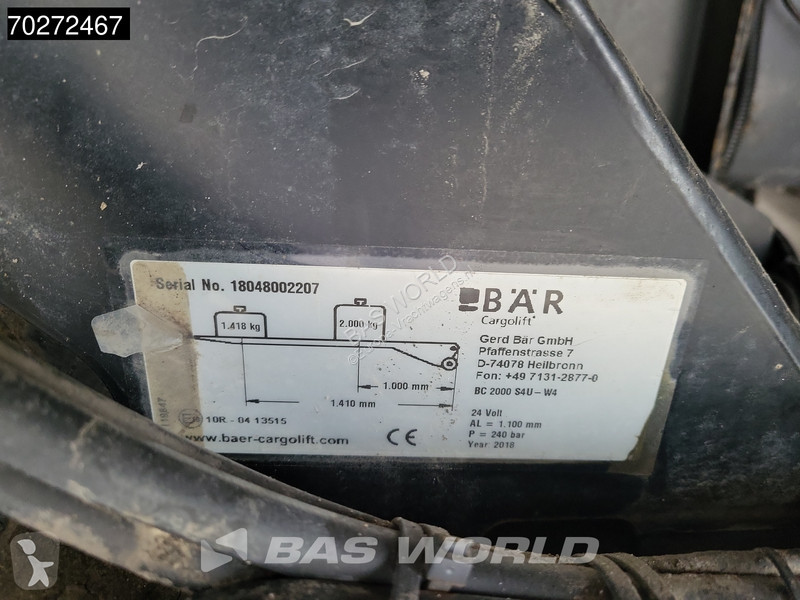 70272467
Serial No. 18048002207
1.418 kg
2.000 kg
1.000 mm
1.410 mm
10R - 04 13515
www.baer-cargolift.com
CE
BÄR
Cargolift
Gerd Bär GmbH
Pfaffenstrasse 7
D-74078 Heilbronn
Fon: +49 7131-2877-0
BC 2000 S4U - W4
24 Volt
AL = 1.100 mm
P = 240 bar
Year 2018
BAS WORLD
BAS WORLD